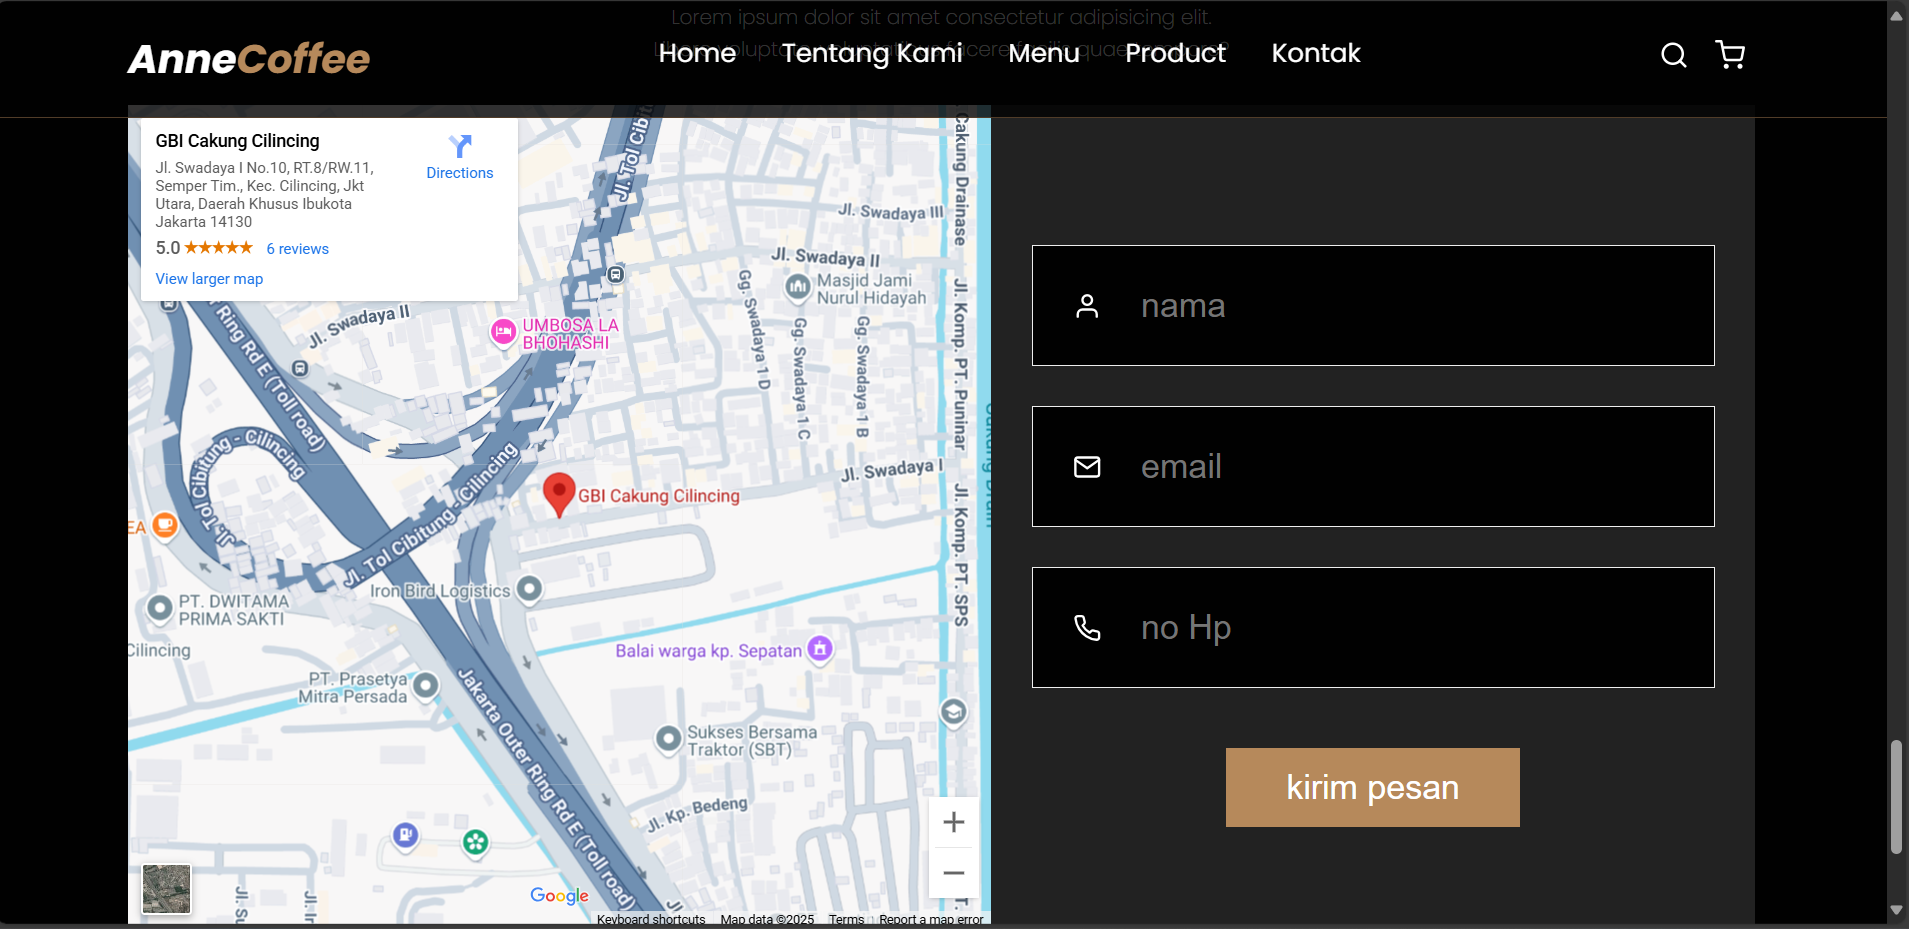 Lorem ipsum dolor sit amet consectetur adipisicing elit.
AnneCoffee
Home
Tentang Kami
Menu
Product
Kontak
GBI Cakung Cilincing
Jl. Swadaya I No.10, RT.8/RW.11,
Semper Tim., Kec. Cilincing, Jkt
Utara, Daerah Khusus Ibukota
Jakarta 14130
5.0
6 reviews
View larger map
Directions
Jl. Tol Cibit
Cakung Drainase
Jl. Swadaya III
Jl. Swadaya II
Masjid Jami
Nurul Hidayah
Jl. Swadaya II
UMBOSA LA
BHOHASHI
Ring Rd E (Toll road)
Gg. Swadaya 1 D
Gg. Swadaya 1 C
Gg. Swadaya 1 B
Jl. Komp. PT. Puninar
Jl. Tol Cibitung - Cilincing
Jl. Swadaya I
GBI Cakung Cilincing
EA
Jl. Tol Cibitung - Cilincing
Jl. Komp. PT. SPS
Iron Bird Logistics
PT. DWITAMA
PRIMA SAKTI
Cilincing
Balai warga kp. Sepatan
PT. Prasetya
Mitra Persada
Jakarta Outer Ring Rd E (Toll road)
Sukses Bersama
Traktor (SBT)
Jl. Kp. Bedeng
Google
Keyboard shortcuts
Map data ©2025
Terms
Report a map error
nama
email
no Hp
kirim pesan